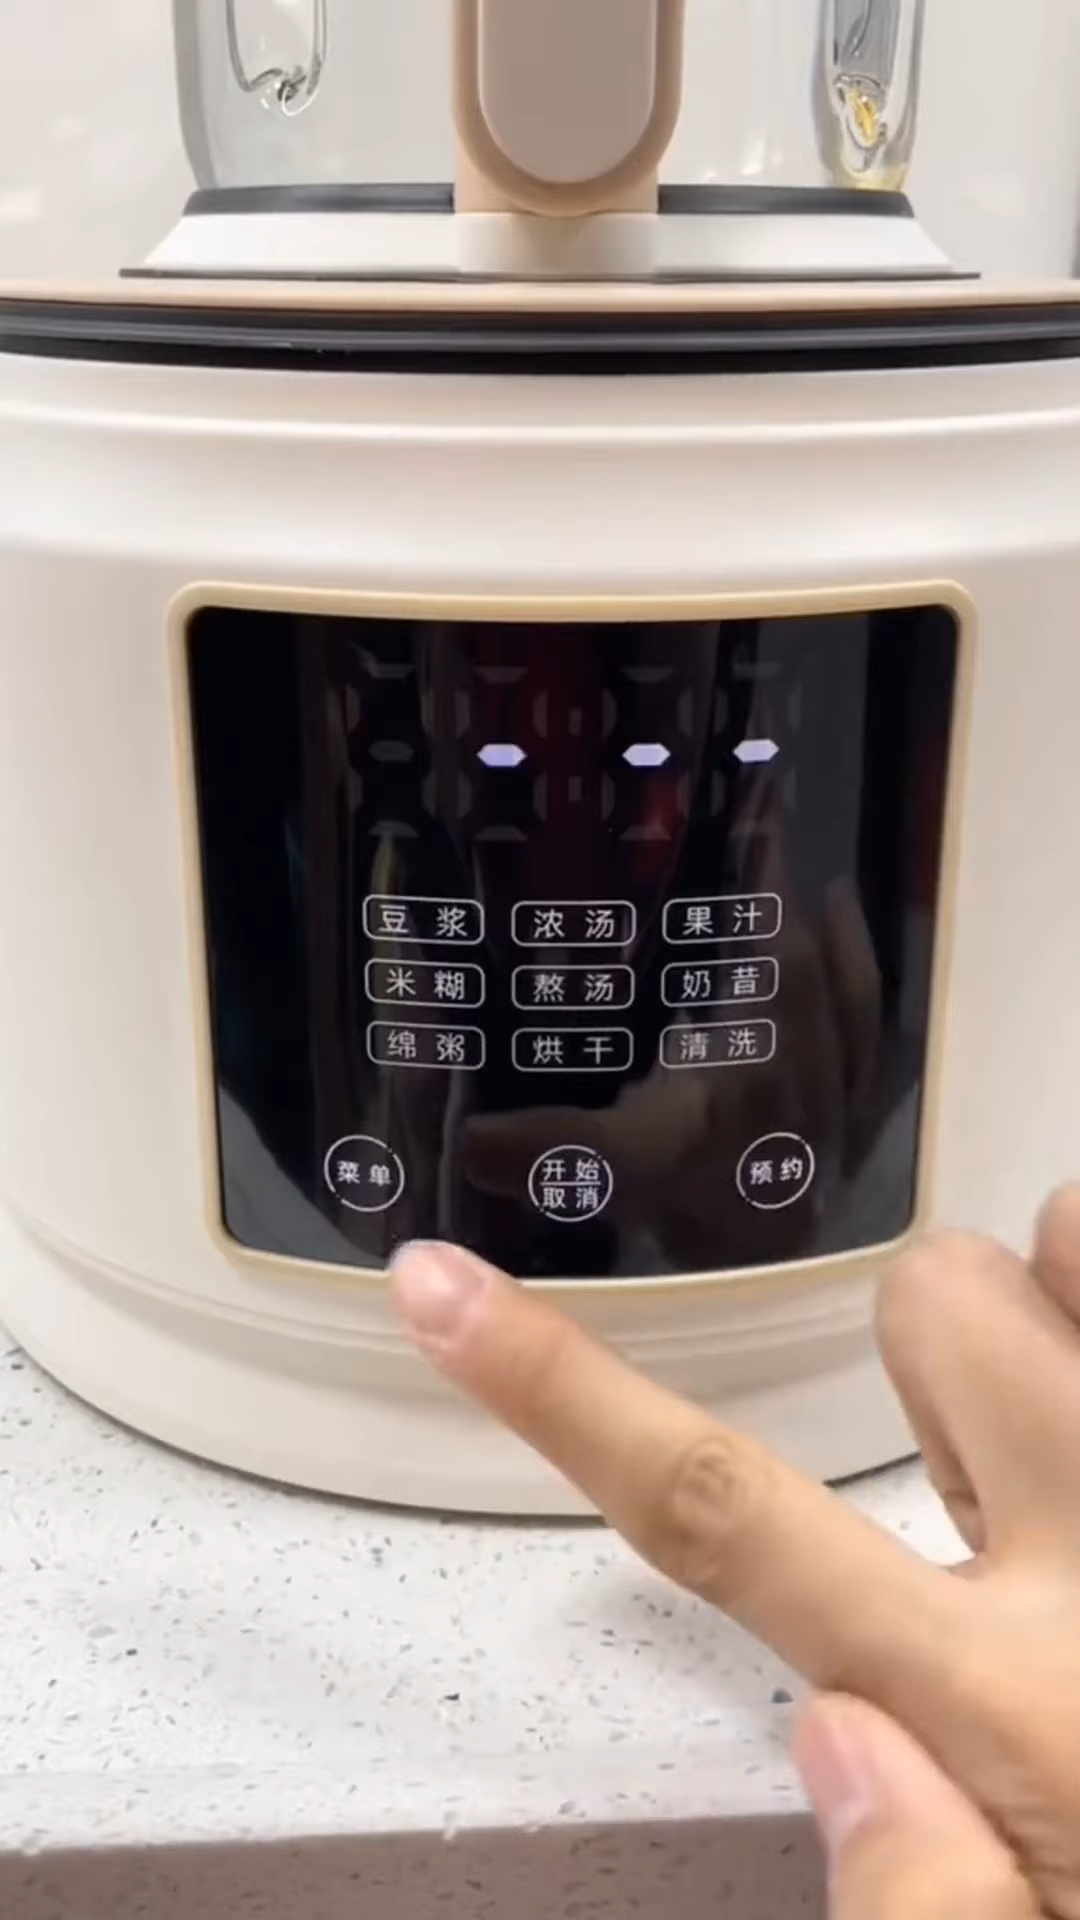 豆浆 浓汤 果汁
米糊 熬汤 奶昔
绵粥 烘干 清洗
菜单 开始 预约
取消